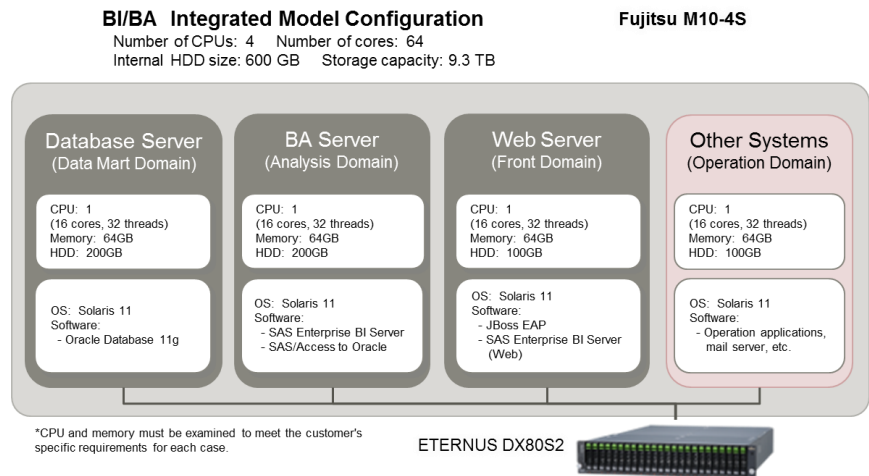 BI/BA Integrated Model Configuration
Fujitsu M10-4S
Number of CPUs: 4 Number of cores: 64
Internal HDD size: 600 GB Storage capacity: 9.3 TB
Database Server
(Data Mart Domain)
CPU: 1
(16 cores, 32 threads)
Memory: 64GB
HDD: 200GB
OS: Solaris 11
Software:
- Oracle Database 11g
BA Server
(Analysis Domain)
CPU: 1
(16 cores, 32 threads)
Memory: 64GB
HDD: 200GB
OS: Solaris 11
Software:
- SAS Enterprise BI Server
- SAS/Access to Oracle
Web Server
(Front Domain)
CPU: 1
(16 cores, 32 threads)
Memory: 64GB
HDD: 100GB
OS: Solaris 11
Software:
- JBoss EAP
- SAS Enterprise BI Server
(Web)
Other Systems
(Operation Domain)
CPU: 1
(16 cores, 32 threads)
Memory: 64GB
HDD: 100GB
OS: Solaris 11
Software:
- Operation applications,
mail server, etc.
*CPU and memory must be examined to meet the customer's
specific requirements for each case.
ETERNUS DX80S2